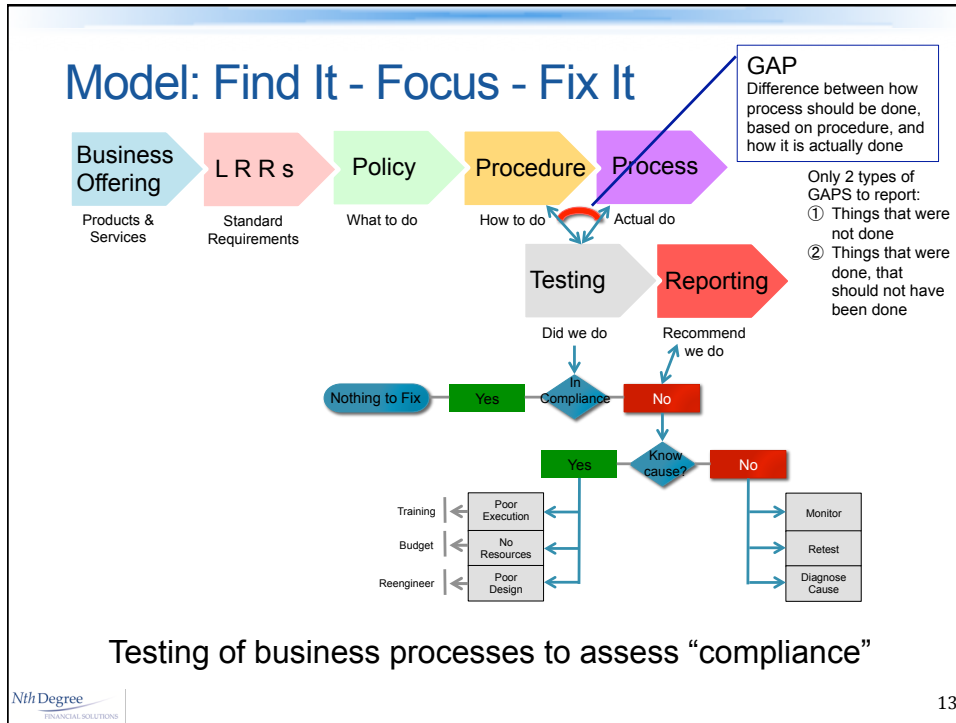 Model: Find It - Focus - Fix It
GAP
Difference between how
process should be done,
based on procedure, and
how it is actually done
Business
Offering
L R R s
Policy
Procedure
Process
Products &
Services
Standard
Requirements
What to do
How to do
Actual do
Only 2 types of
GAPS to report:
① Things that were
not done
② Things that were
done, that
should not have
been done
Testing
Reporting
Did we do
Recommend
we do
Nothing to Fix
Yes
In
Compliance
No
Yes
Know
cause?
No
Training
Poor
Execution
Budget
No
Resources
Reengineer
Poor
Design
Monitor
Retest
Diagnose
Cause
Testing of business processes to assess “compliance”
Nth Degree
FINANCIAL SOLUTIONS
13